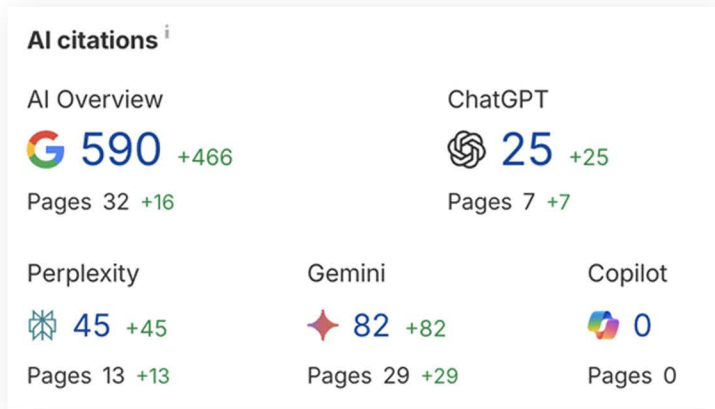 AI citations i
AI Overview
590 +466
Pages 32 +16
ChatGPT
25 +25
Pages 7 +7
Perplexity
45 +45
Pages 13 +13
Gemini
82 +82
Pages 29 +29
Copilot
0
Pages 0